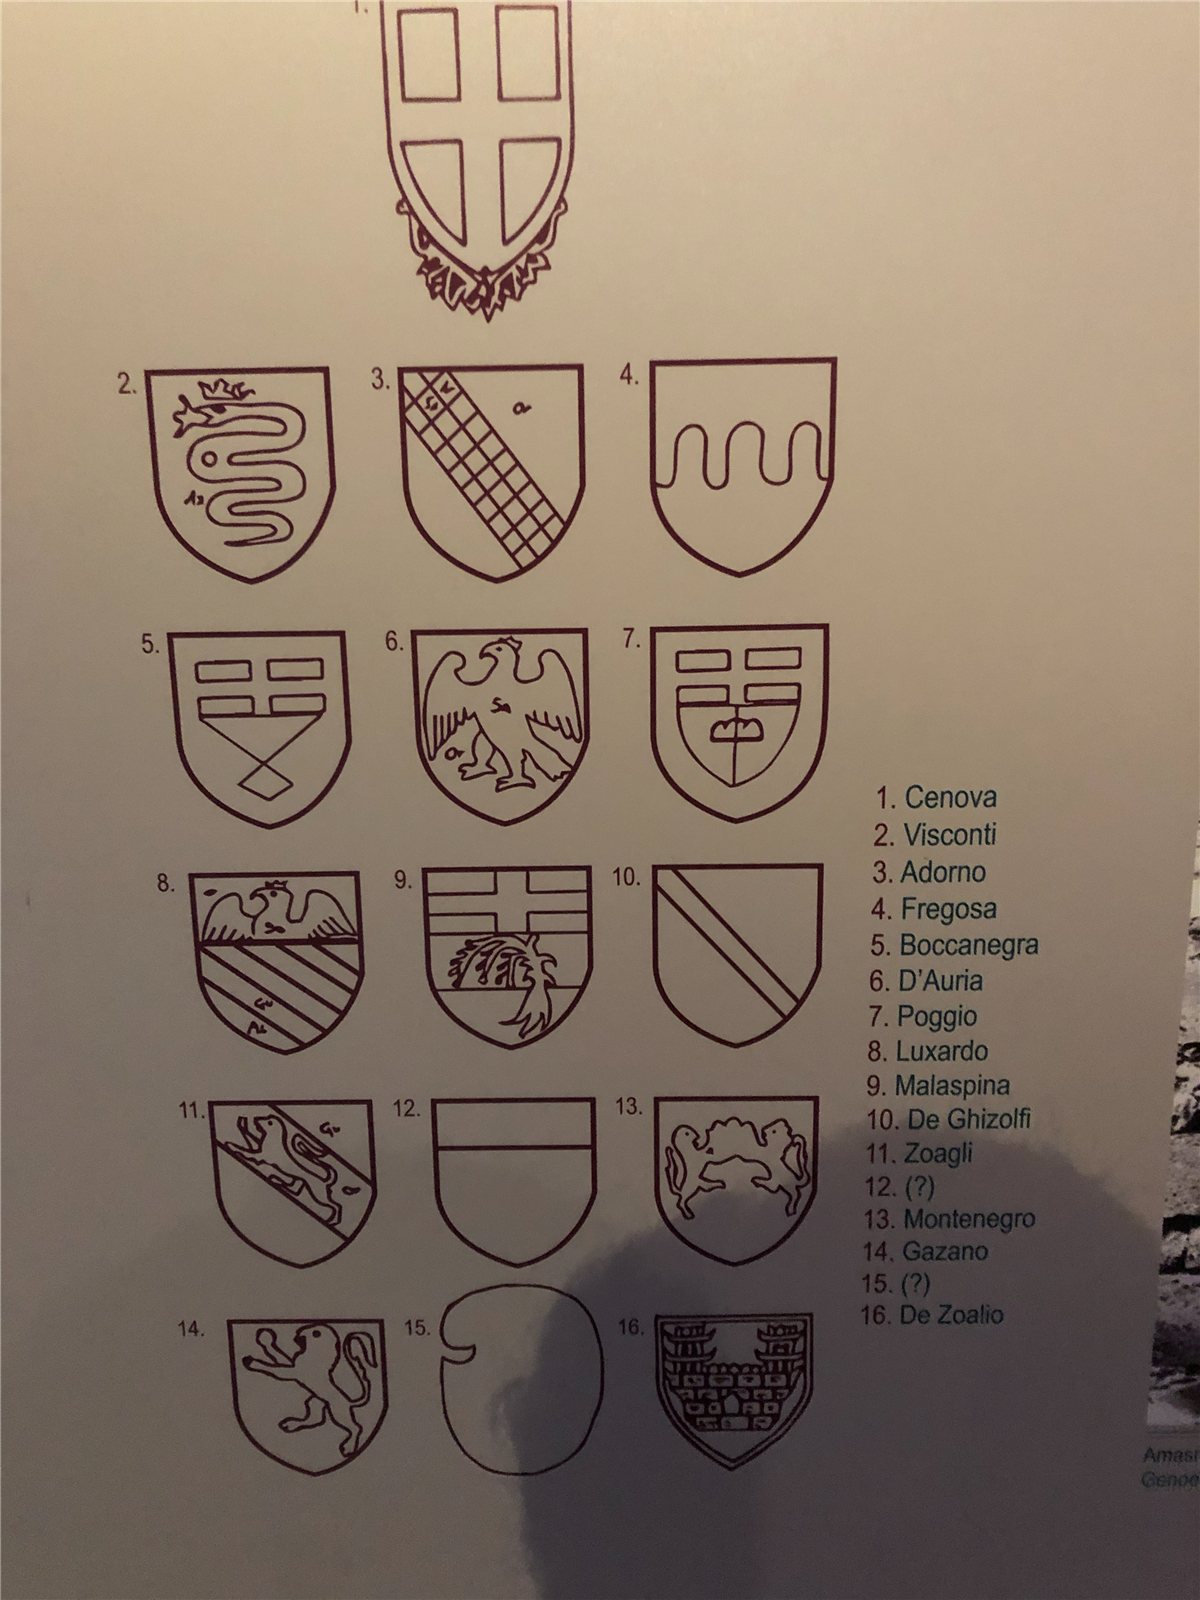 1.
2.
Az
3.
4.
5.
6.
Sa
7.
8.
9.
10.
11.
12.
13.
14.
15.
16.
1. Cenova
2. Visconti
3. Adorno
4. Fregosa
5. Boccanegra
6. D'Auria
7. Poggio
8. Luxardo
9. Malaspina
10. De Ghizolfi
11. Zoagli
12. (?)
13. Montenegro
14. Gazano
15. (?)
16. De Zoalio